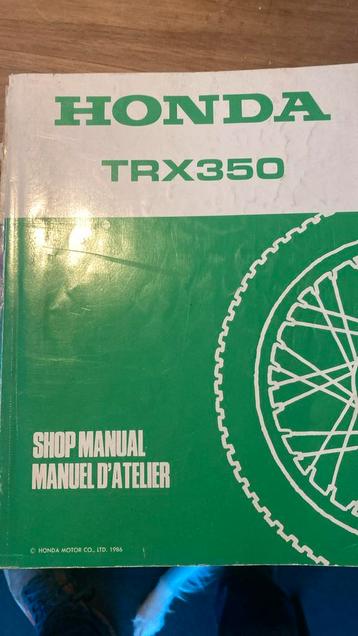 HONDA
TRX350
SHOP MANUAL
MANUEL D'ATELIER
© HONDA MOTOR CO., LTD. 1986